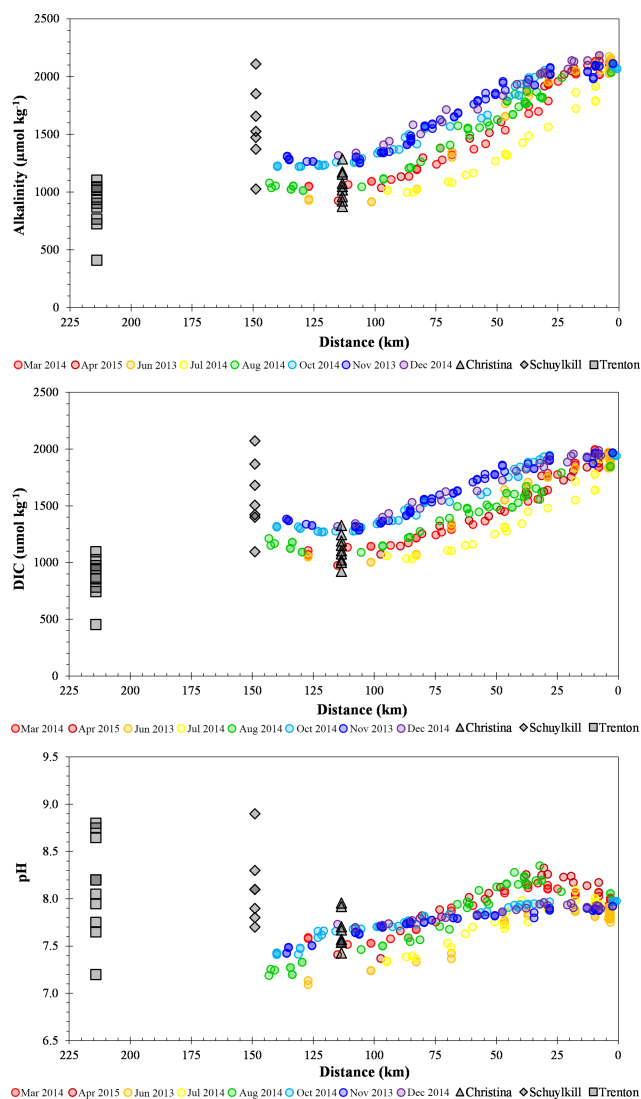 2500
2000
1500
1000
500
0
Alkalinity (µmol kg⁻¹)
225 200 175 150 125 100 75 50 25 0
Distance (km)
Mar 2014 Apr 2015 Jun 2013 Jul 2014 Aug 2014 Oct 2014 Nov 2013 Dec 2014 Christina Schuylkill Trenton
2500
2000
1500
1000
500
0
DIC (umol kg⁻¹)
225 200 175 150 125 100 75 50 25 0
Distance (km)
Mar 2014 Apr 2015 Jun 2013 Jul 2014 Aug 2014 Oct 2014 Nov 2013 Dec 2014 Christina Schuylkill Trenton
9.5
9.0
8.5
8.0
7.5
7.0
6.5
pH
225 200 175 150 125 100 75 50 25 0
Distance (km)
Mar 2014 Apr 2015 Jun 2013 Jul 2014 Aug 2014 Oct 2014 Nov 2013 Dec 2014 Christina Schuylkill Trenton